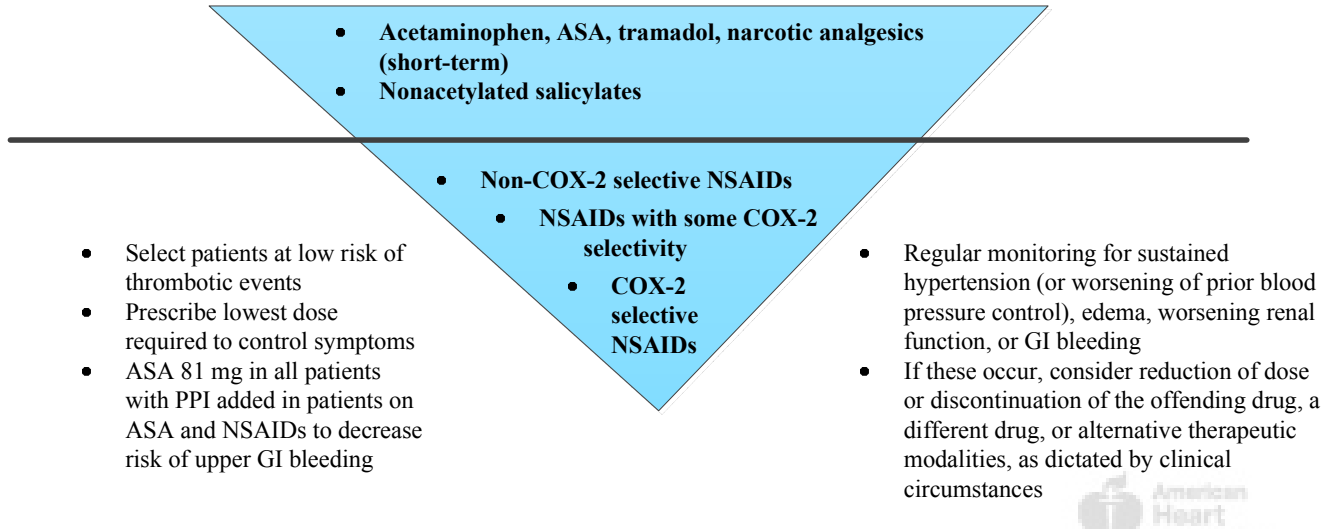 • Acetaminophen, ASA, tramadol, narcotic analgesics
(short-term)
• Nonacetylated salicylates
• Non-COX-2 selective NSAIDs
• NSAIDs with some COX-2
selectivity
• COX-2
selective
NSAIDs
• Select patients at low risk of
thrombotic events
• Prescribe lowest dose
required to control symptoms
• ASA 81 mg in all patients
with PPI added in patients on
ASA and NSAIDs to decrease
risk of upper GI bleeding
• Regular monitoring for sustained
hypertension (or worsening of prior blood
pressure control), edema, worsening renal
function, or GI bleeding
• If these occur, consider reduction of dose
or discontinuation of the offending drug, a
different drug, or alternative therapeutic
modalities, as dictated by clinical
circumstances
American
Heart